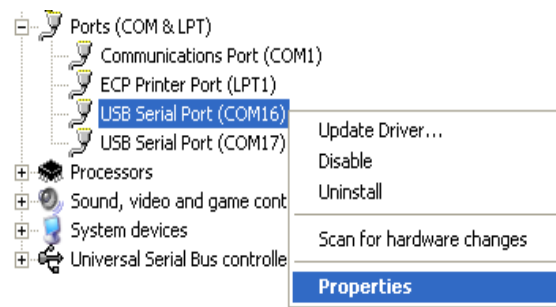 Ports (COM & LPT)
Communications Port (COM1)
ECP Printer Port (LPT1)
USB Serial Port (COM16)
USB Serial Port (COM17)
Processors
Sound, video and game cont
System devices
Universal Serial Bus controlle
Update Driver...
Disable
Uninstall
Scan for hardware changes
Properties